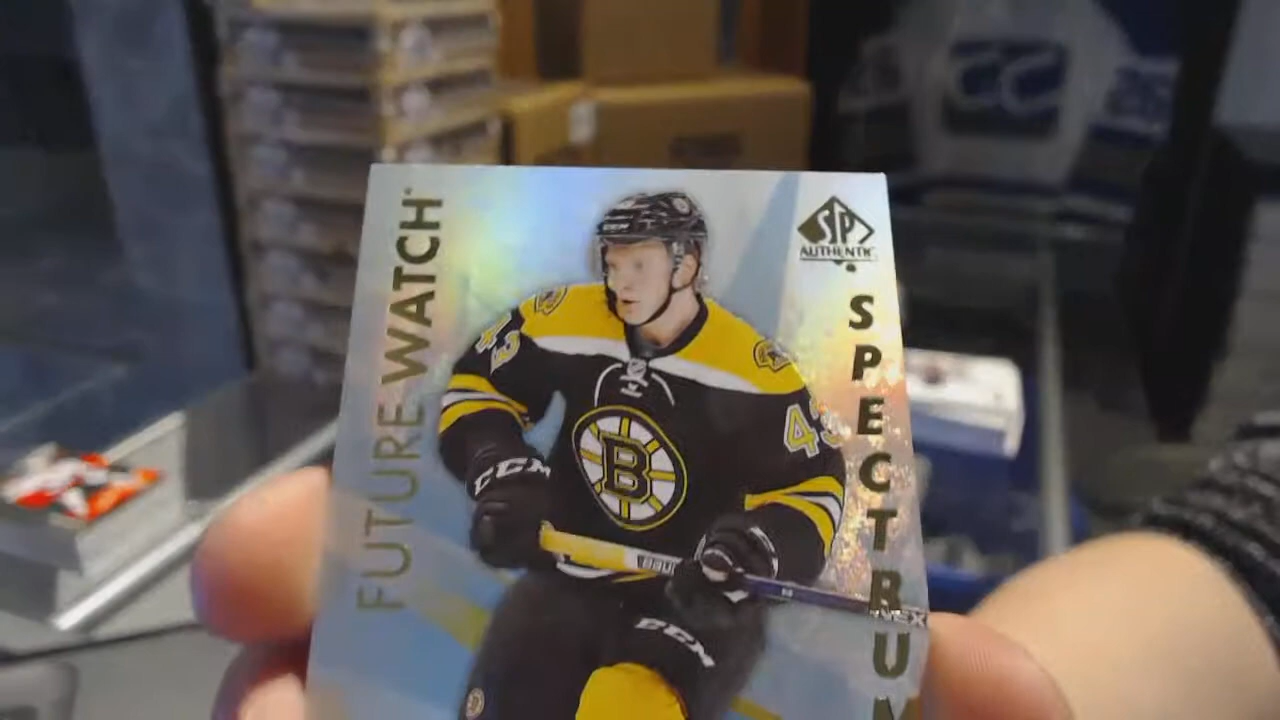 FUTURE WATCH
SP
AUTHENTIC
SPECTRUM
CCM
43
43
B
CCM
CCM